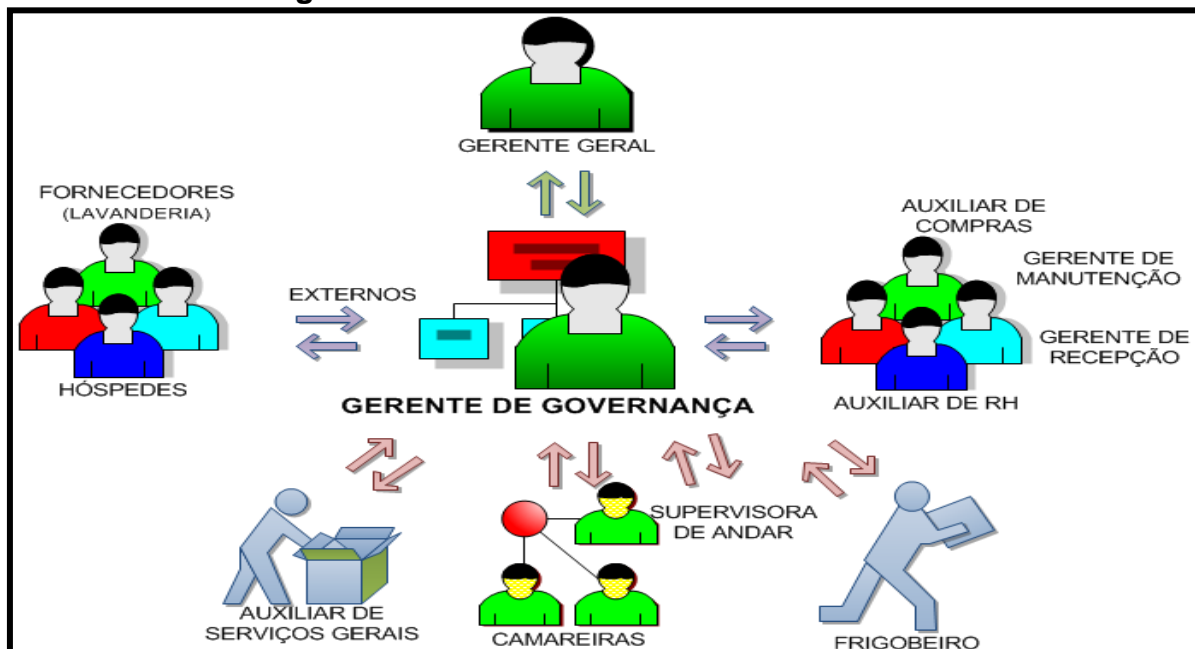 GERENTE GERAL
FORNECEDORES
(LAVANDERIA)
HÓSPEDES
EXTERNOS
GERENTE DE GOVERNANÇA
AUXILIAR DE
COMPRAS
GERENTE DE
MANUTENÇÃO
GERENTE DE
RECEPÇÃO
AUXILIAR DE RH
AUXILIAR DE
SERVIÇOS GERAIS
SUPERVISORA
DE ANDAR
CAMAREIRAS
FRIGOBEIRO